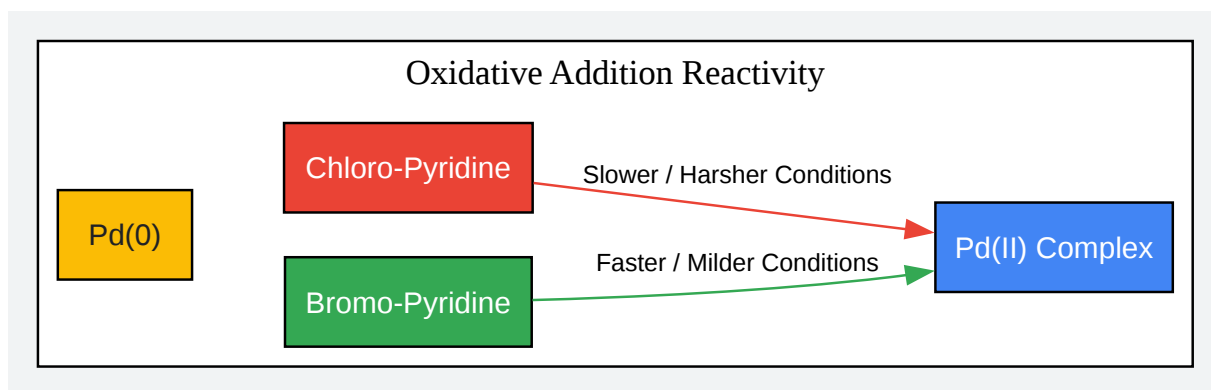 Oxidative Addition Reactivity
Chloro-Pyridine
Slower / Harsher Conditions
Pd(0)
Pd(II) Complex
Faster / Milder Conditions
Bromo-Pyridine